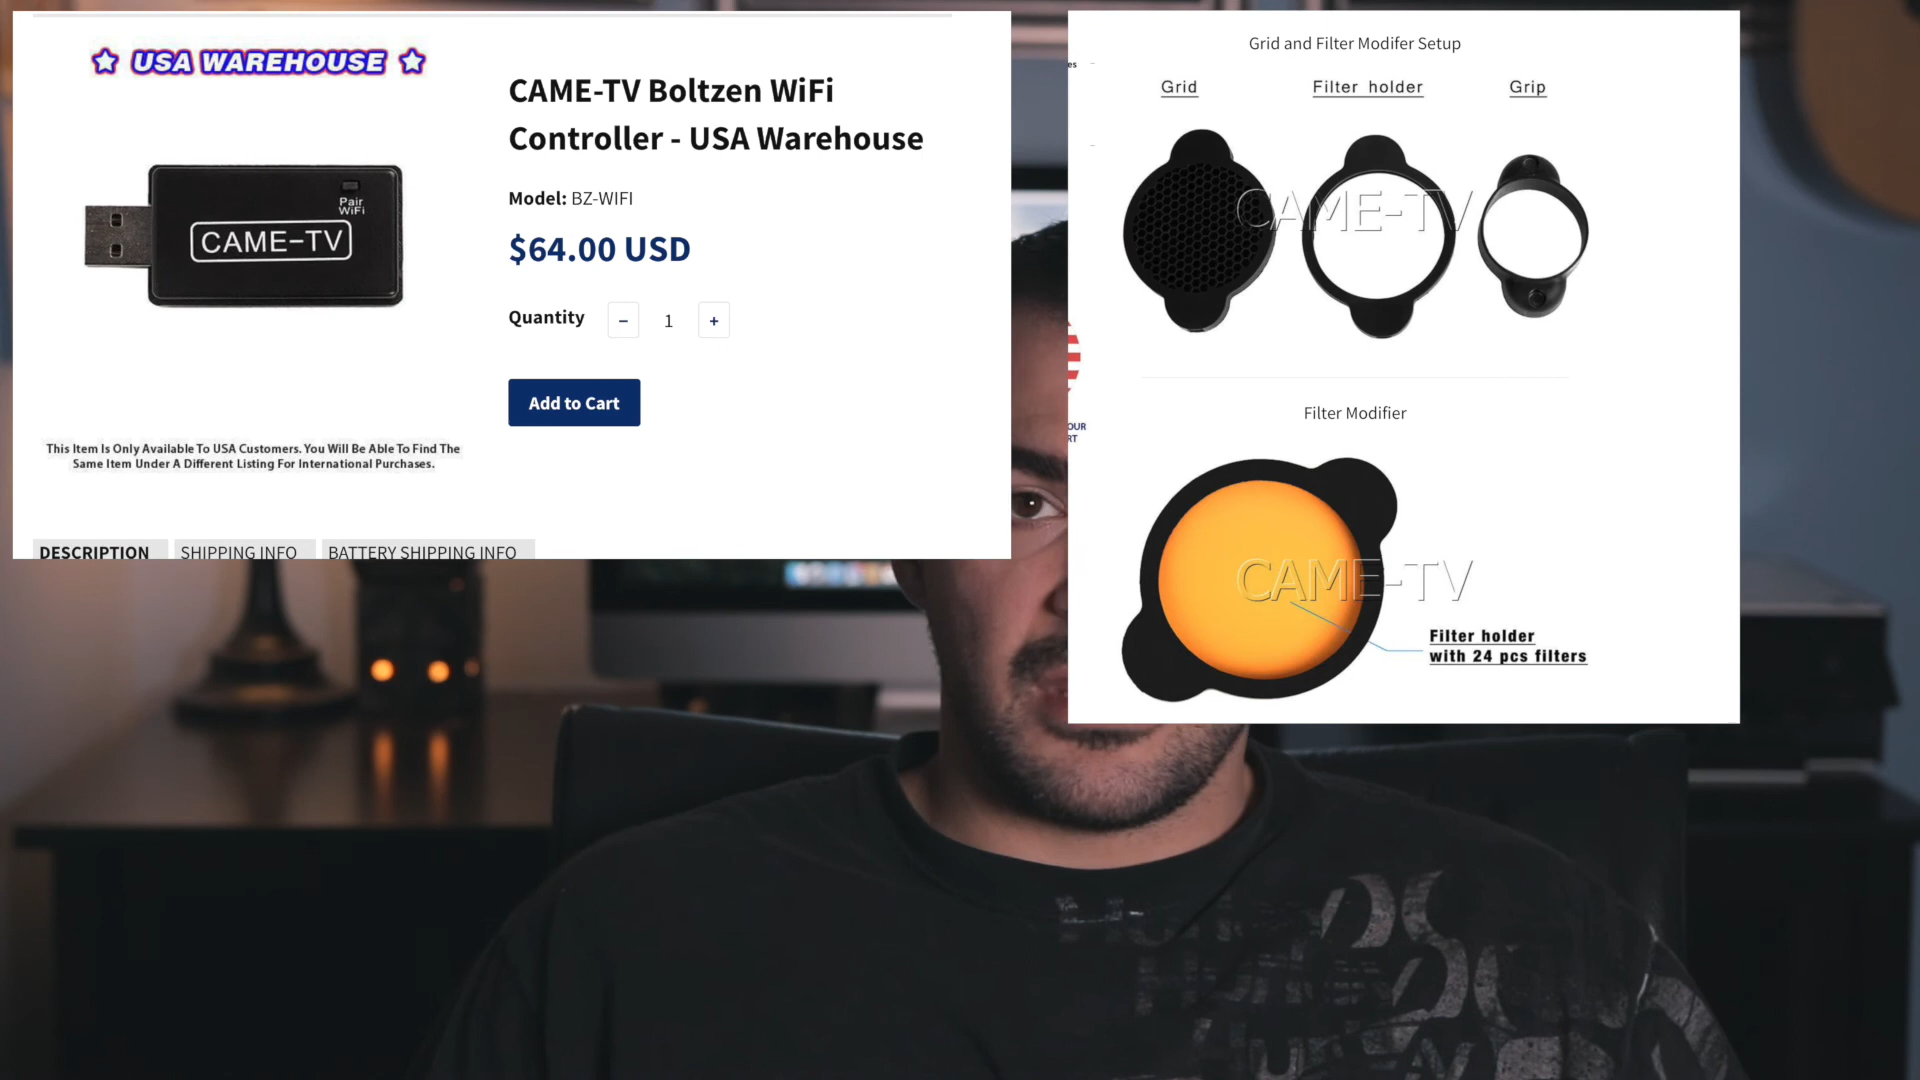 USA WAREHOUSE
Pair
WiFi
CAME-TV
This Item Is Only Available To USA Customers. You Will Be Able To Find The
Same Item Under A Different Listing For International Purchases.
CAME-TV Boltzen WiFi
Controller - USA Warehouse
Model: BZ-WIFI
$64.00 USD
Quantity
− 1 +
Add to Cart
DESCRIPTION
SHIPPING INFO
BATTERY SHIPPING INFO
Grid and Filter Modifer Setup
Grid
Filter holder
Grip
CAME-TV
Filter Modifier
CAME-TV
Filter holder
with 24 pcs filters